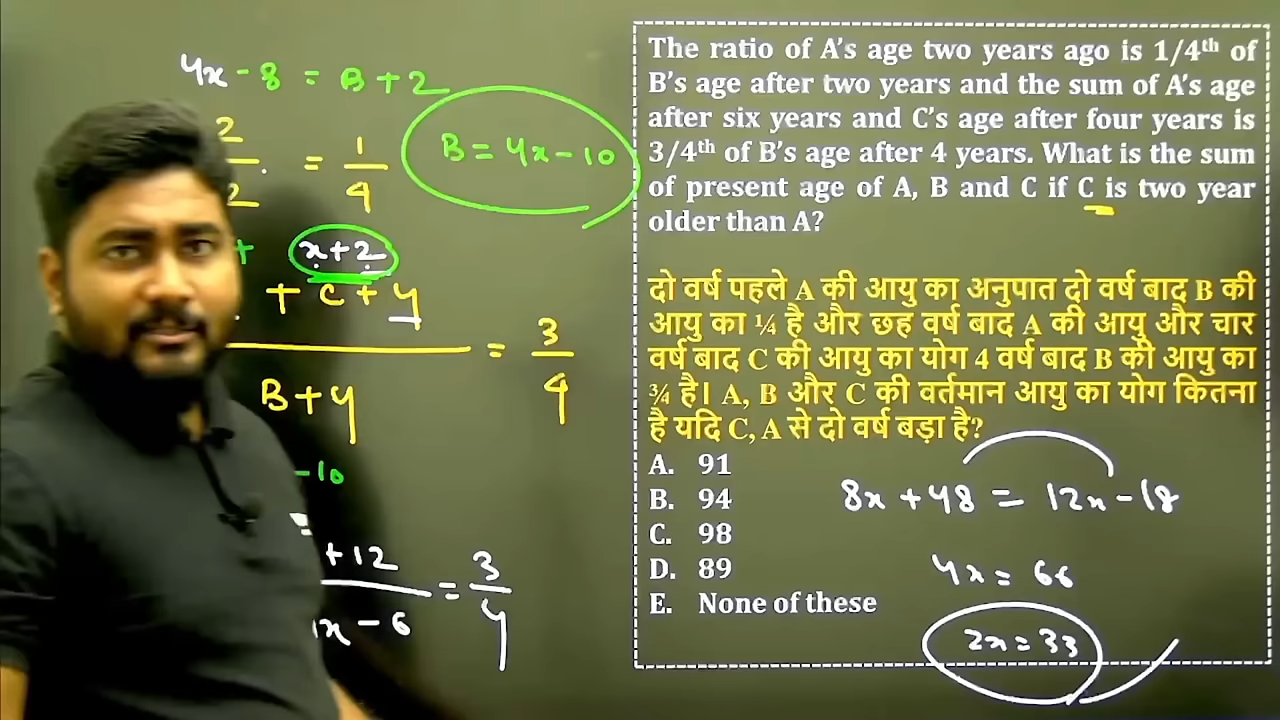 4x - 8 = B + 2
2
2
= 1
4
B = 4x - 10
+ x + 2
+ C + 4
B + 4
= 3
4
- 10
=
+ 12
x - 6
= 3
4
The ratio of A's age two years ago is 1/4th of
B's age after two years and the sum of A's age
after six years and C's age after four years is
3/4th of B's age after 4 years. What is the sum
of present age of A, B and C if C is two year
older than A?
दो वर्ष पहले A की आयु का अनुपात दो वर्ष बाद B की
आयु का ¼ है और छह वर्ष बाद A की आयु और चार
वर्ष बाद C की आयु का योग 4 वर्ष बाद B की आयु का
¾ है। A, B और C की वर्तमान आयु का योग कितना
है यदि C, A से दो वर्ष बड़ा है?
A. 91
B. 94
C. 98
D. 89
E. None of these
8x + 48 = 12x - 18
4x = 66
2x = 33